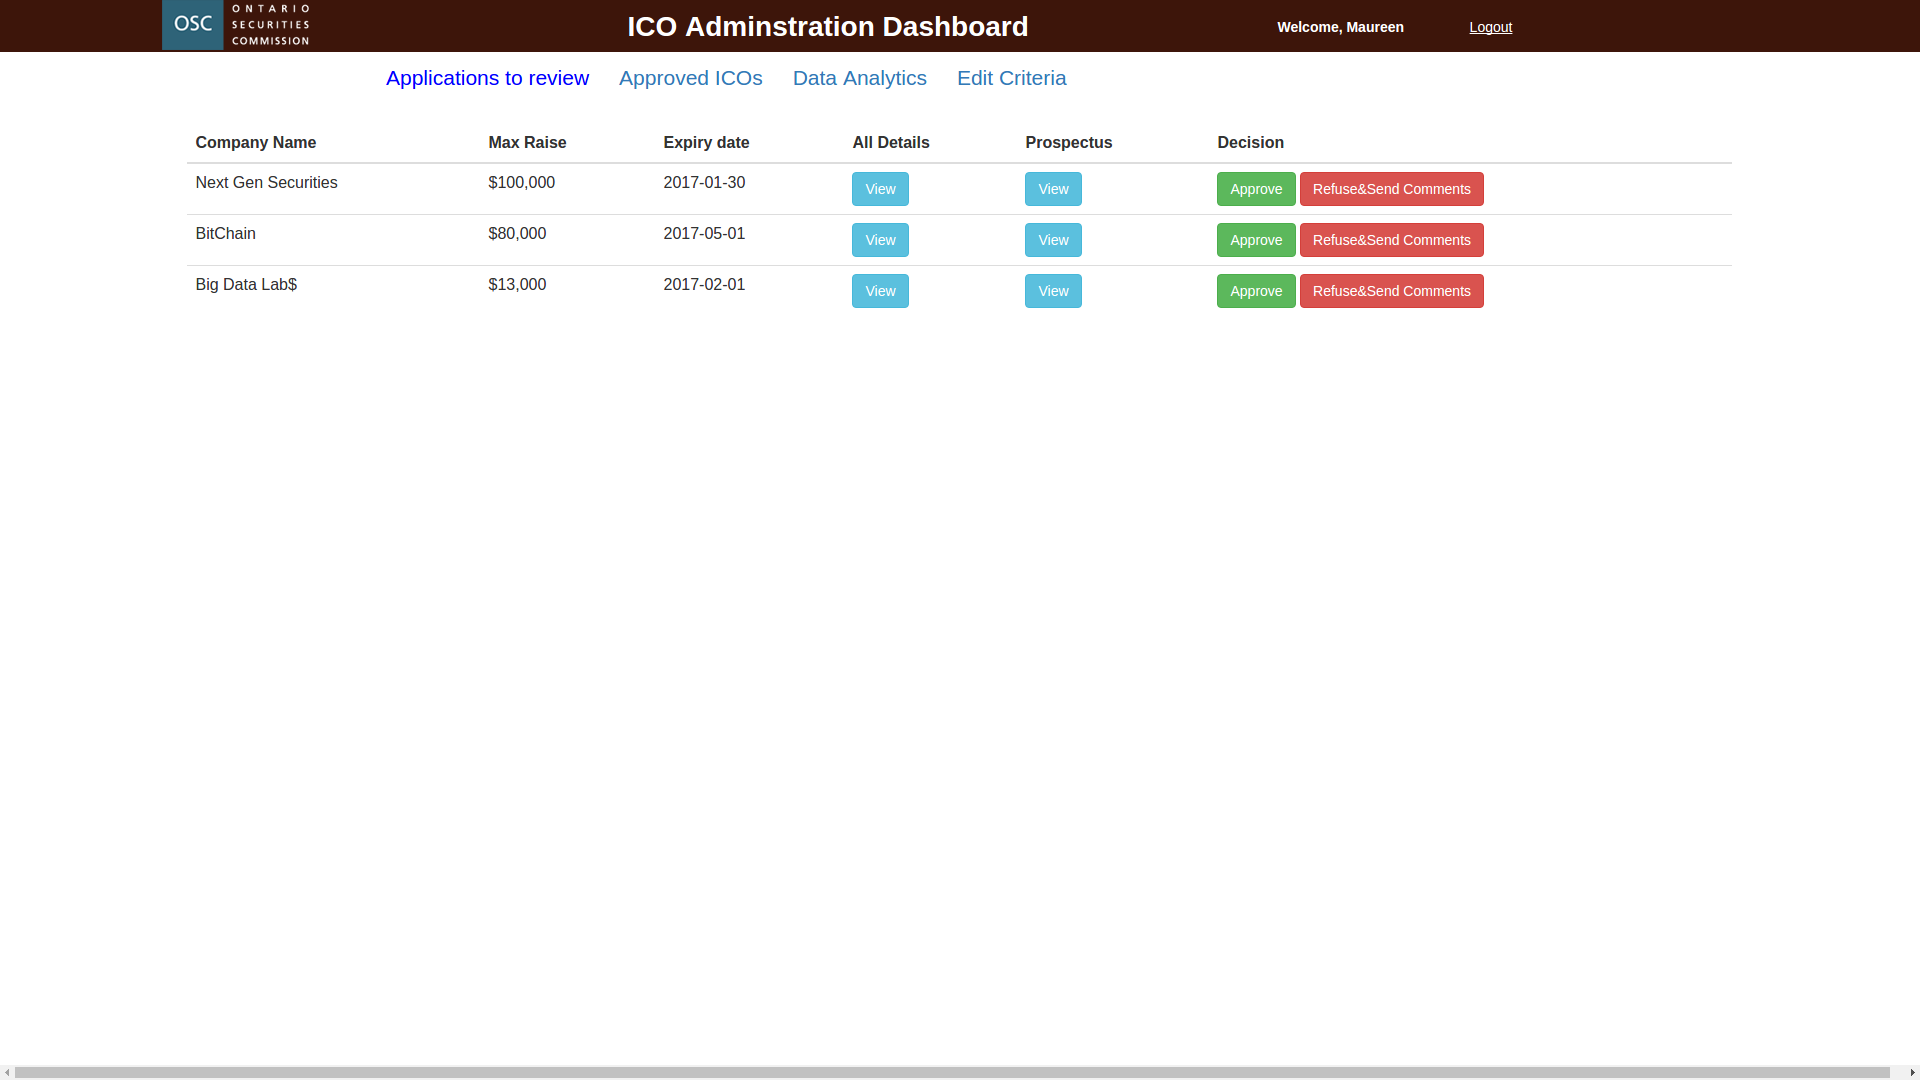 OSC
ONTARIO
SECURITIES
COMMISSION
ICO Adminstration Dashboard
Welcome, Maureen
Logout
Applications to review
Approved ICOs
Data Analytics
Edit Criteria
Company Name Max Raise Expiry date All Details Prospectus Decision
Next Gen Securities $100,000 2017-01-30 View View Approve Refuse&Send Comments
BitChain $80,000 2017-05-01 View View Approve Refuse&Send Comments
Big Data Lab$ $13,000 2017-02-01 View View Approve Refuse&Send Comments